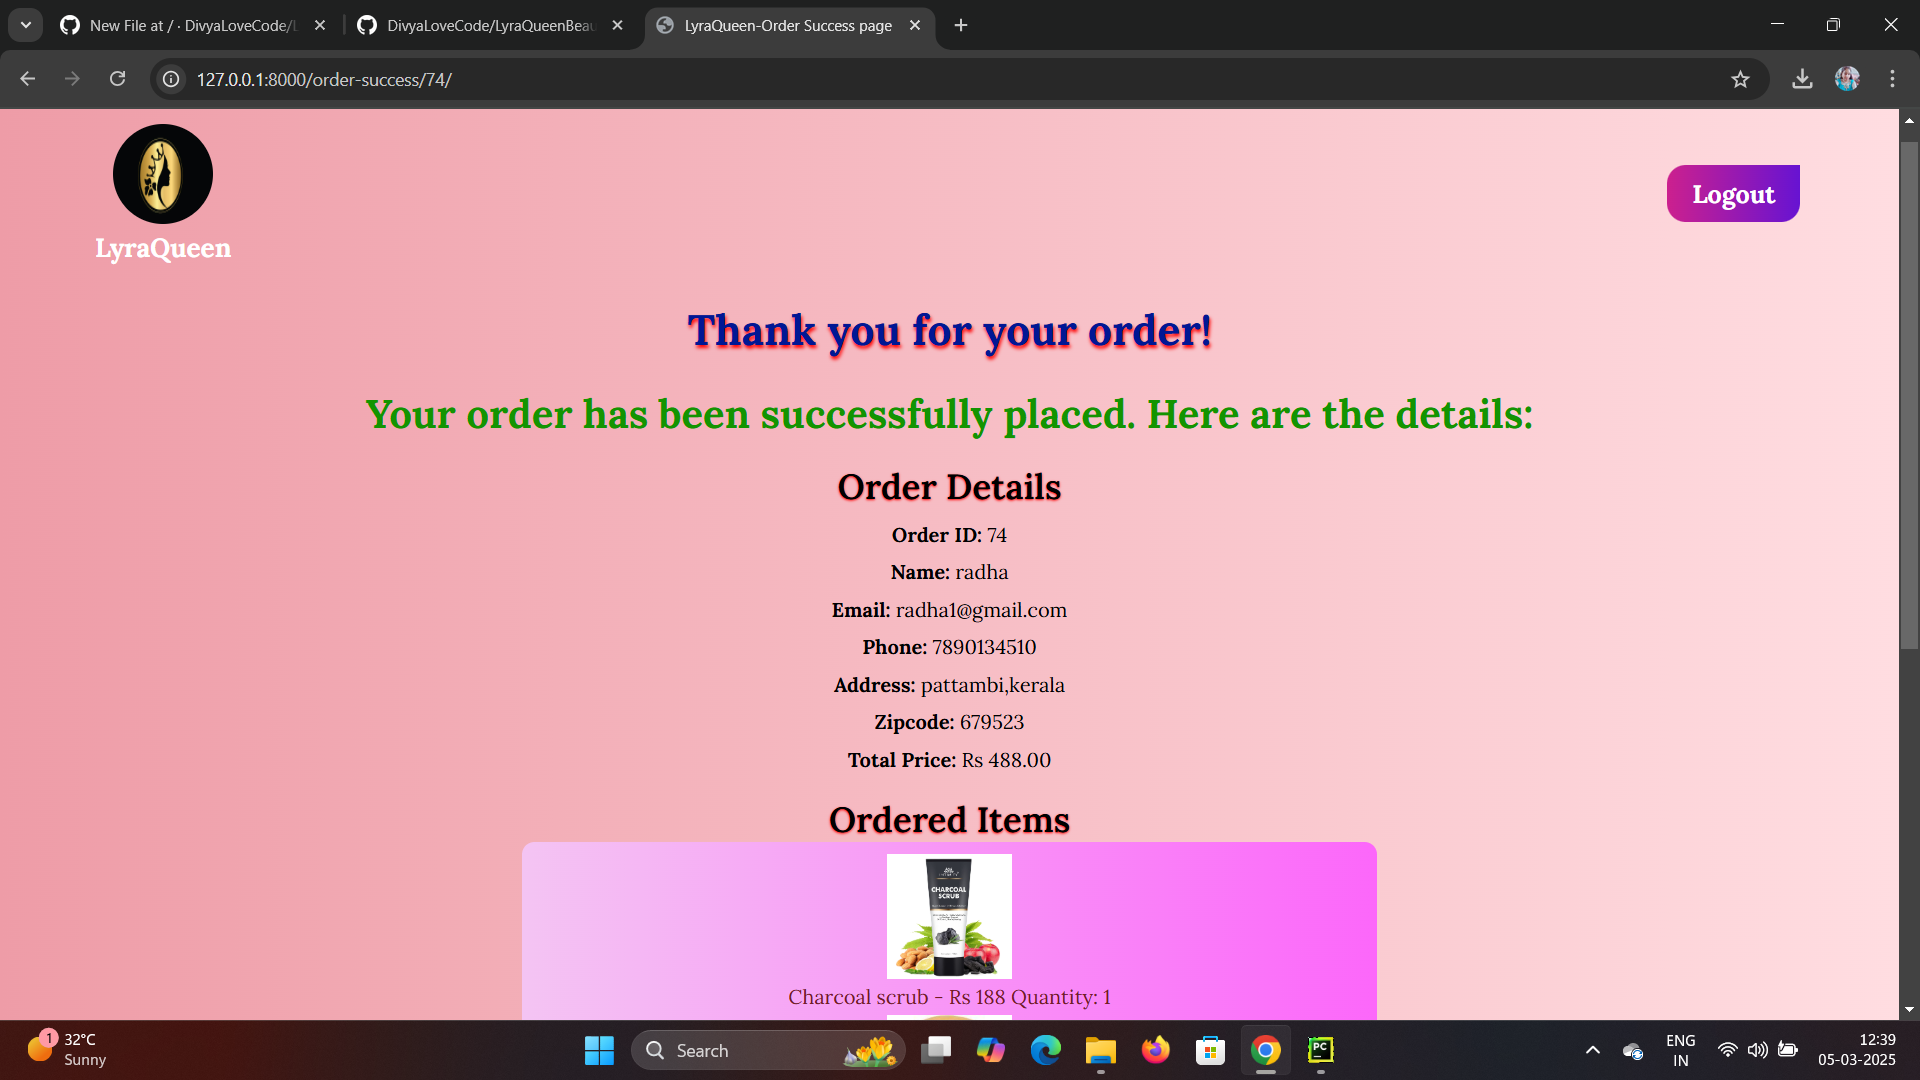 New File at / · DivyaLoveCode/L
DivyaLoveCode/LyraQueenBeau
LyraQueen-Order Success page
127.0.0.1:8000/order-success/74/
LyraQueen
Logout
Thank you for your order!
Your order has been successfully placed. Here are the details:
Order Details
Order ID: 74
Name: radha
Email: radha1@gmail.com
Phone: 7890134510
Address: pattambi,kerala
Zipcode: 679523
Total Price: Rs 488.00
Ordered Items
CHARCOAL
SCRUB
Charcoal scrub - Rs 188 Quantity: 1
1
32°C
Sunny
Search
PC
ENG
IN
12:39
05-03-2025